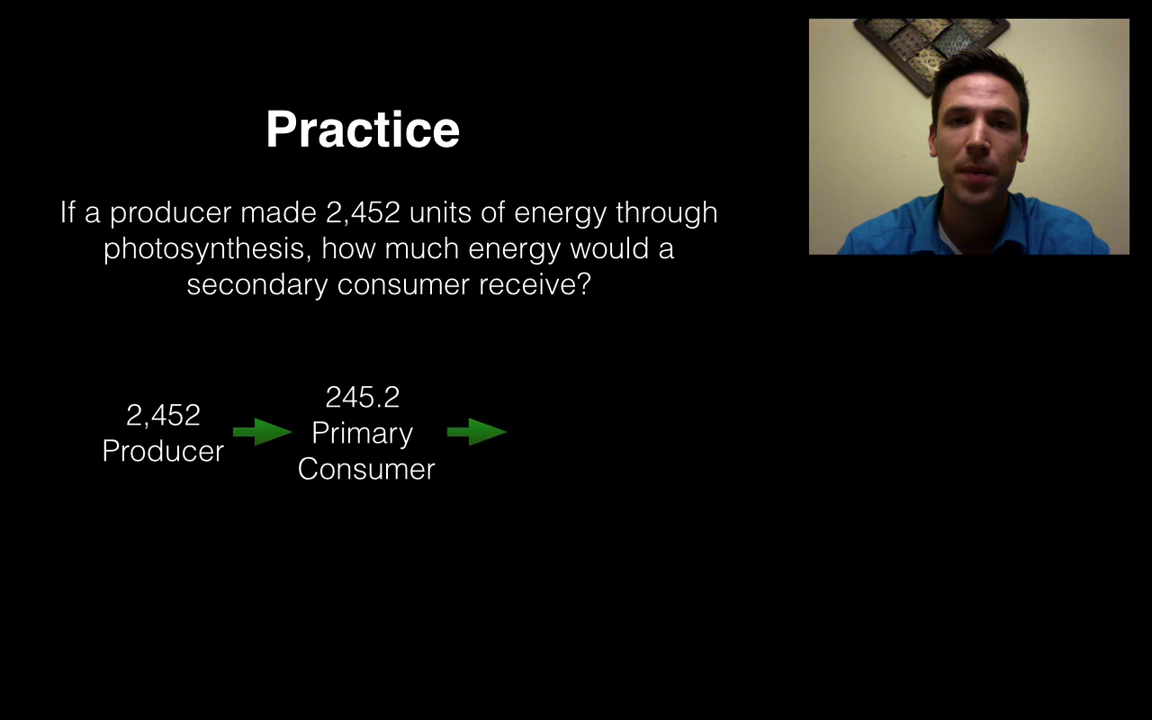 Practice
If a producer made 2,452 units of energy through
photosynthesis, how much energy would a
secondary consumer receive?
2,452
Producer
245.2
Primary
Consumer